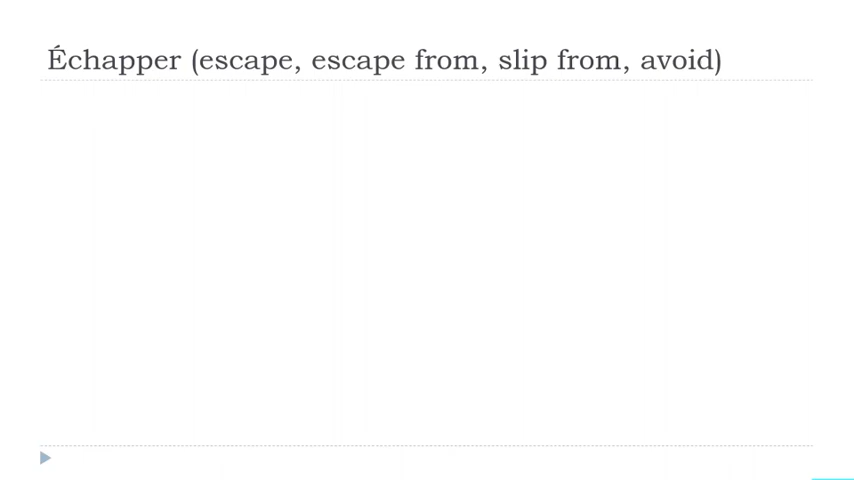 Échapper (escape, escape from, slip from, avoid)